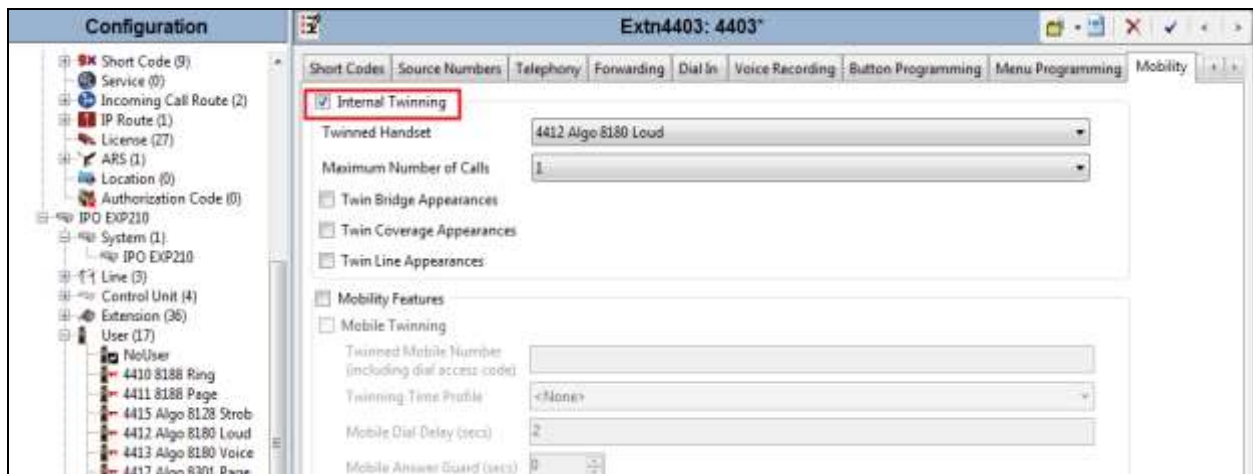 Configuration
Extn4403: 4403*
Short Code (9)
Service (0)
Incoming Call Route (2)
IP Route (1)
License (27)
ARS (1)
Location (0)
Authorization Code (0)
IPO EXP210
System (1)
IPO EXP210
Line (3)
Control Unit (4)
Extension (36)
User (17)
NoUser
4410 8188 Ring
4411 8188 Page
4415 Algo 8128 Strob
4412 Algo 8180 Loud
4413 Algo 8180 Voice
4417 Algo 8301 Page
Short Codes Source Numbers Telephony Forwarding Dial In Voice Recording Button Programming Menu Programming Mobility
Internal Twinning
Twinned Handset 4412 Algo 8180 Loud
Maximum Number of Calls 1
Twin Bridge Appearances
Twin Coverage Appearances
Twin Line Appearances
Mobility Features
Mobile Twinning
Twinned Mobile Number
(including dial access code)
Twinning Time Profile <None>
Mobile Dial Delay (secs) 2
Mobile Answer Guard (secs) 0